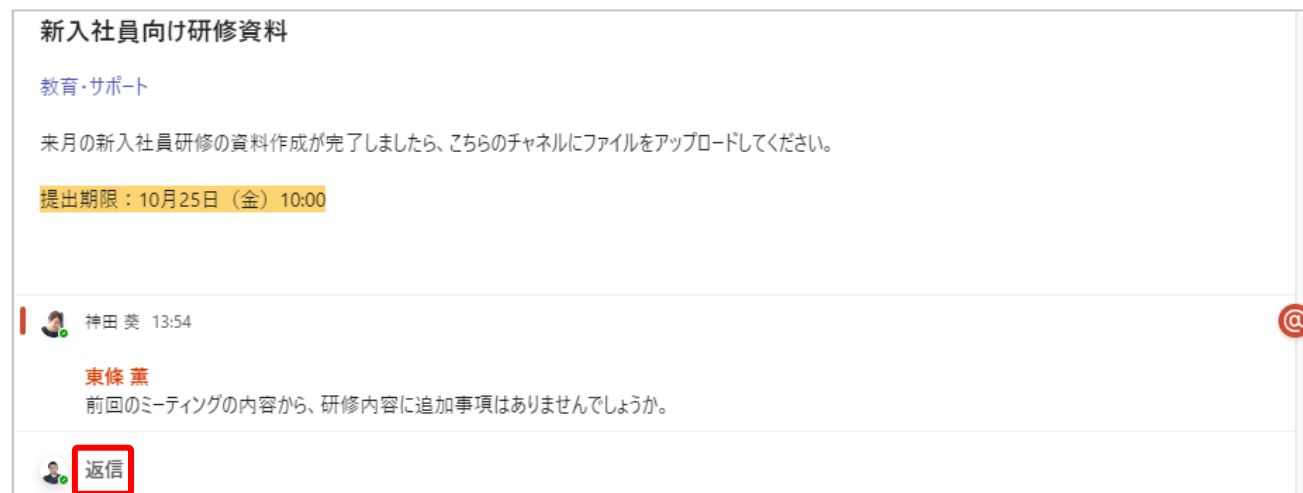 新入社員向け研修資料
教育・サポート
来月の新入社員研修の資料作成が完了しましたら、こちらのチャネルにファイルをアップロードしてください。
提出期限：10月25日（金）10:00
神田 葵 13:54
@
東條 薫
前回のミーティングの内容から、研修内容に追加事項はありませんでしょうか。
返信